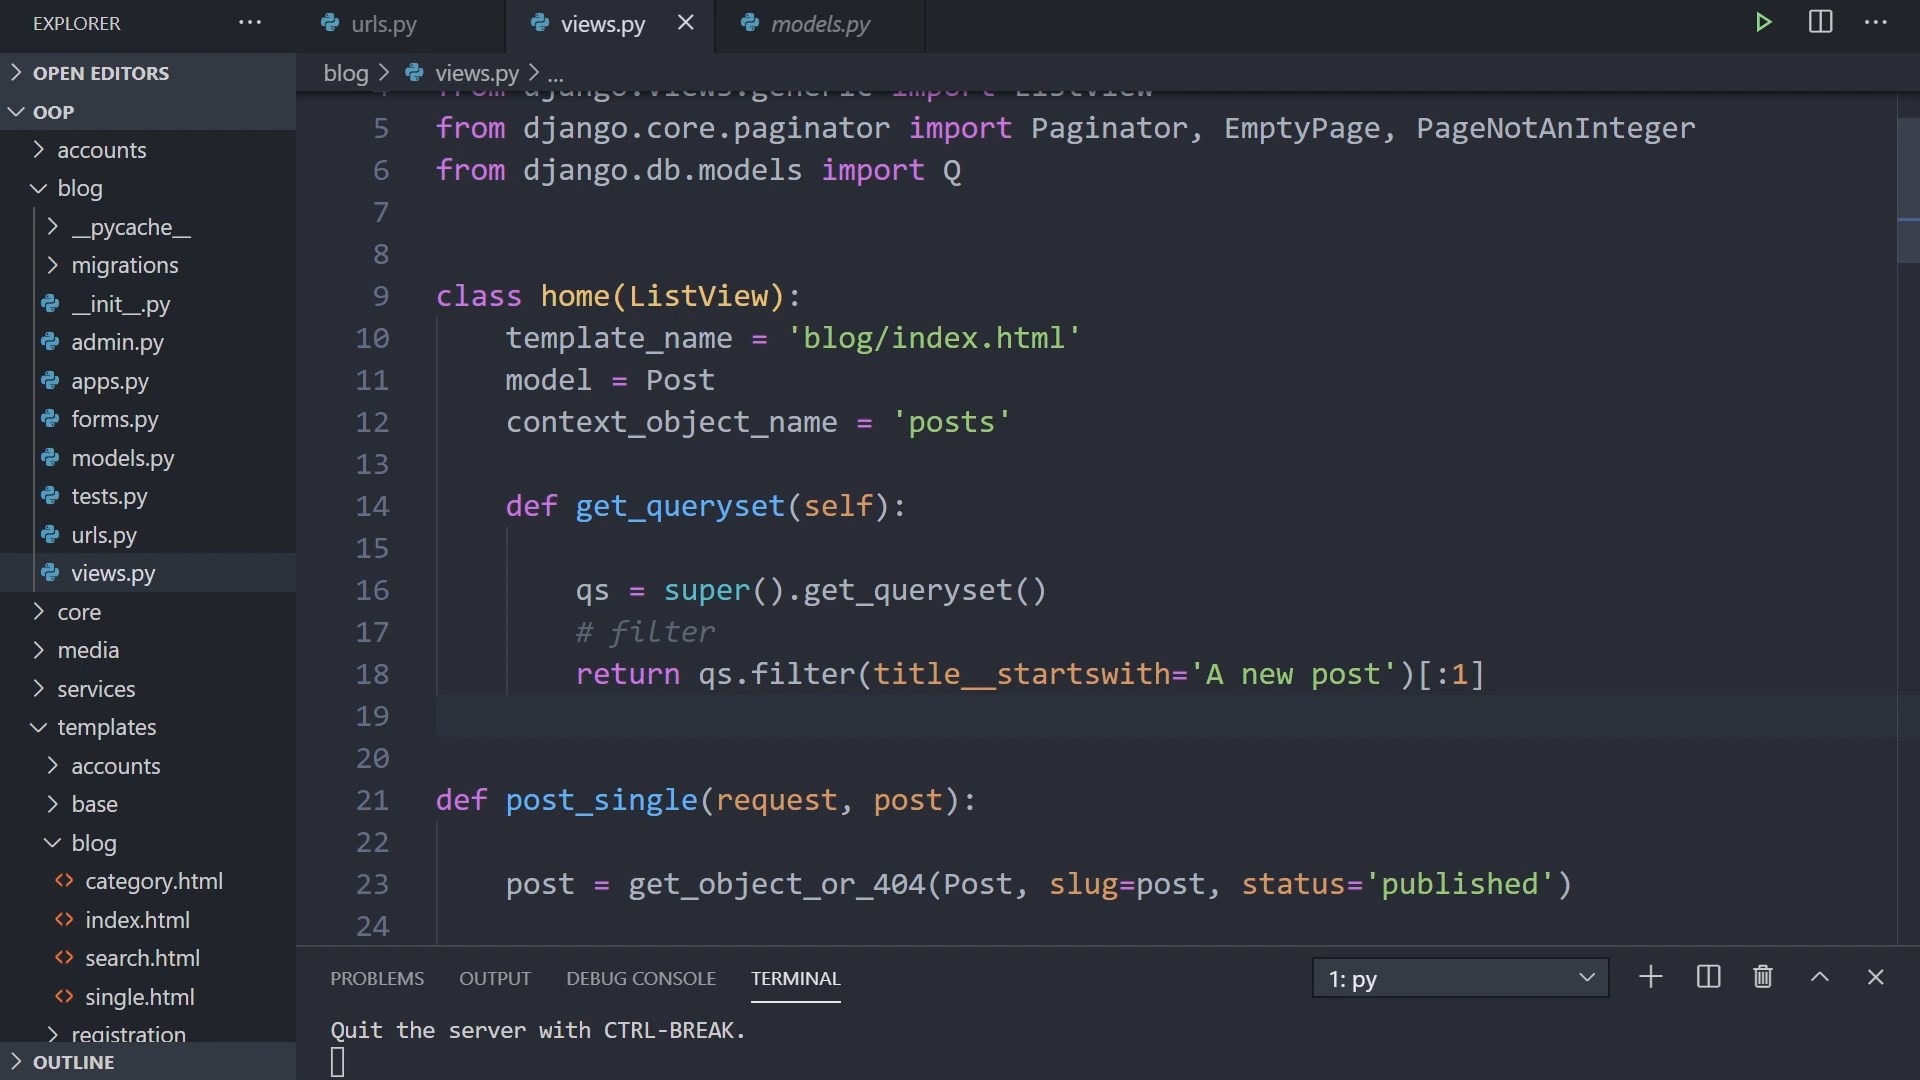 EXPLORER
urls.py
views.py
models.py
OPEN EDITORS
OOP
accounts
blog
__pycache__
migrations
__init__.py
admin.py
apps.py
forms.py
models.py
tests.py
urls.py
views.py
core
media
services
templates
accounts
base
blog
category.html
index.html
search.html
single.html
registration
OUTLINE
blog > views.py > ...
4 from django.views.generic import ListView
5 from django.core.paginator import Paginator, EmptyPage, PageNotAnInteger
6 from django.db.models import Q
7
8
9 class home(ListView):
10 template_name = 'blog/index.html'
11 model = Post
12 context_object_name = 'posts'
13
14 def get_queryset(self):
15
16 qs = super().get_queryset()
17 # filter
18 return qs.filter(title__startswith='A new post')[:1]
19
20
21 def post_single(request, post):
22
23 post = get_object_or_404(Post, slug=post, status='published')
24
PROBLEMS OUTPUT DEBUG CONSOLE TERMINAL
1: py
Quit the server with CTRL-BREAK.